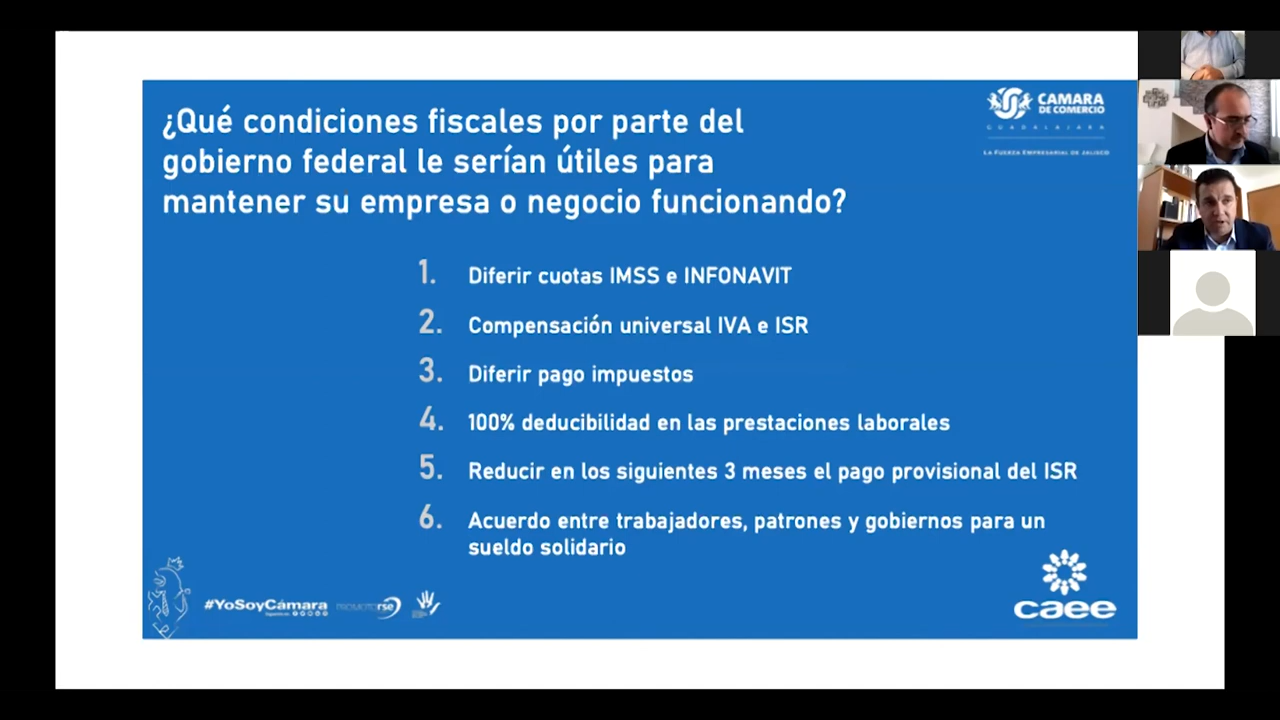 ¿Qué condiciones fiscales por parte del
gobierno federal le serían útiles para
mantener su empresa o negocio funcionando?
CAMARA
DE COMERCIO
GUADALAJARA
LA FUERZA EMPRESARIAL DE JALISCO
1. Diferir cuotas IMSS e INFONAVIT
2. Compensación universal IVA e ISR
3. Diferir pago impuestos
4. 100% deducibilidad en las prestaciones laborales
5. Reducir en los siguientes 3 meses el pago provisional del ISR
6. Acuerdo entre trabajadores, patrones y gobiernos para un
sueldo solidario
#YoSoyCámara
PROMOTORSE
caee